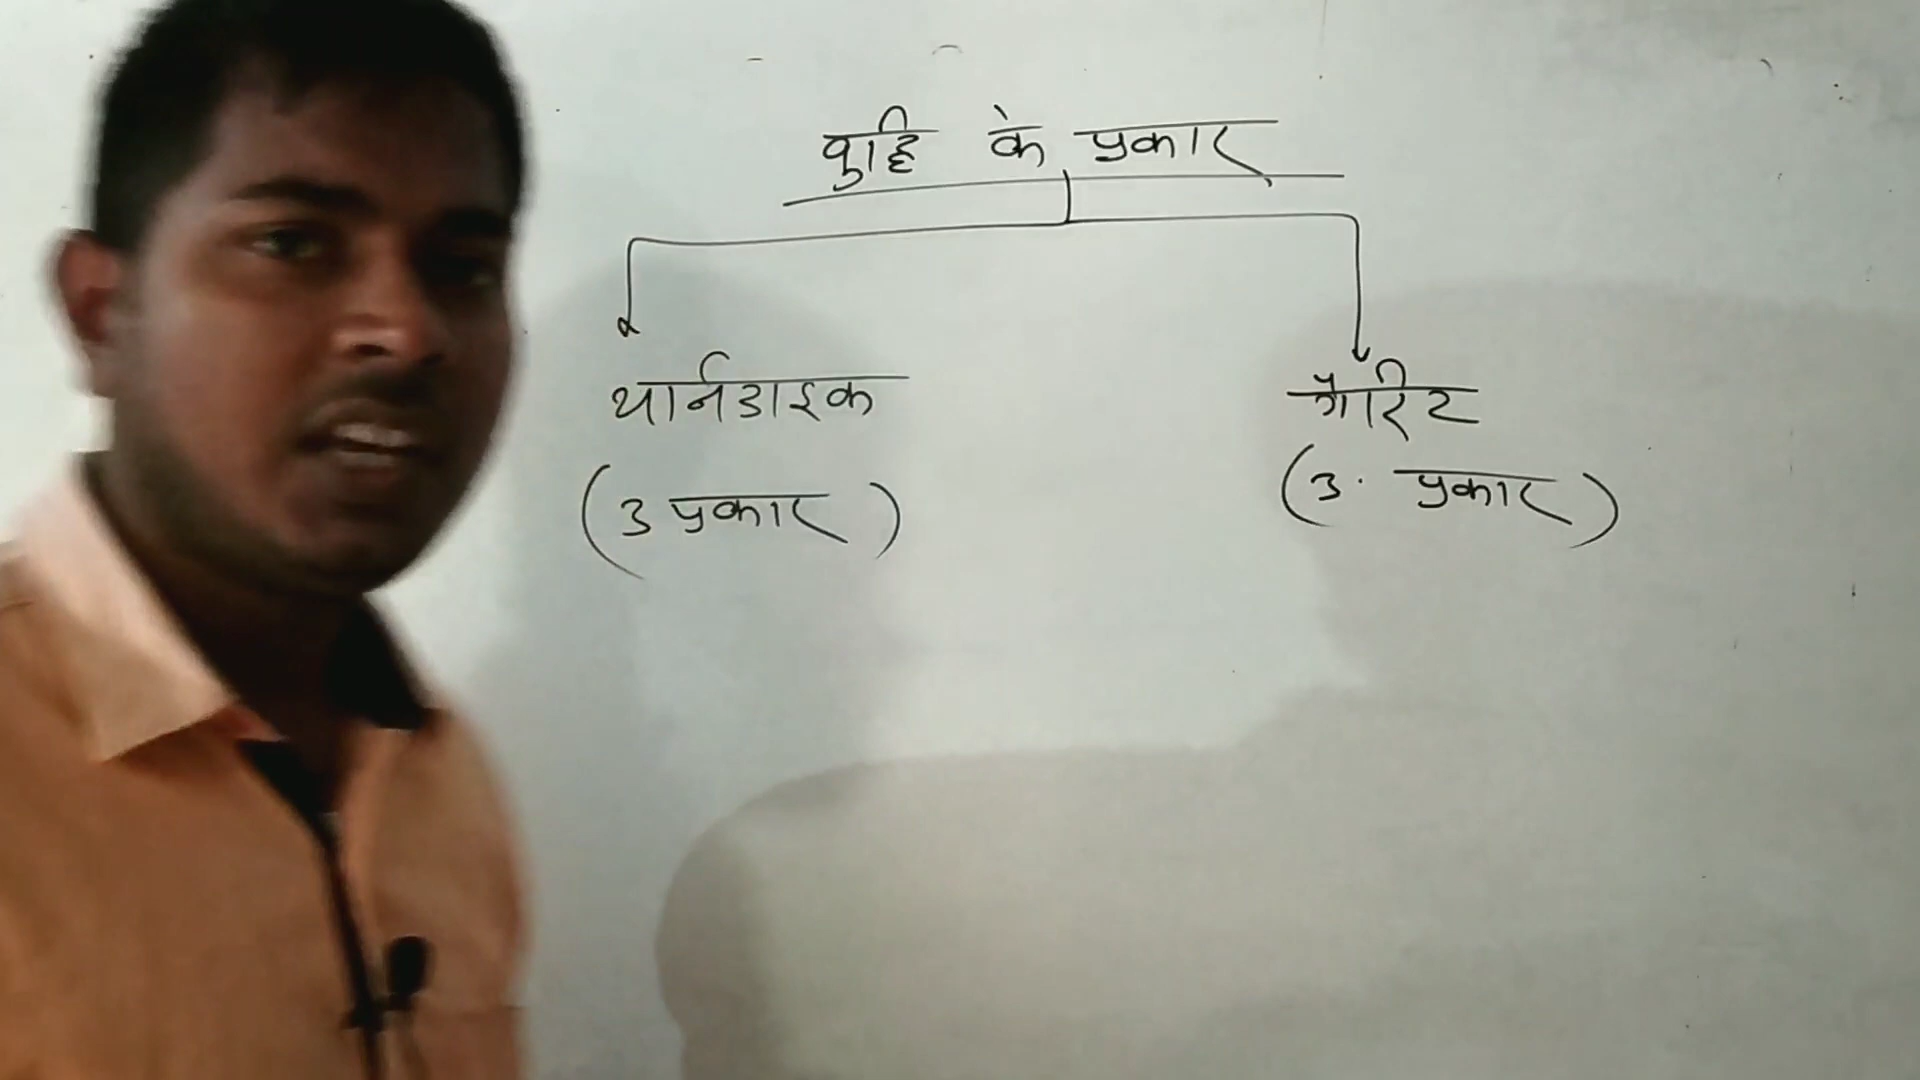 बुद्धि के प्रकार
थार्नडाइक
गैरिट
(3 प्रकार)
(3. प्रकार)